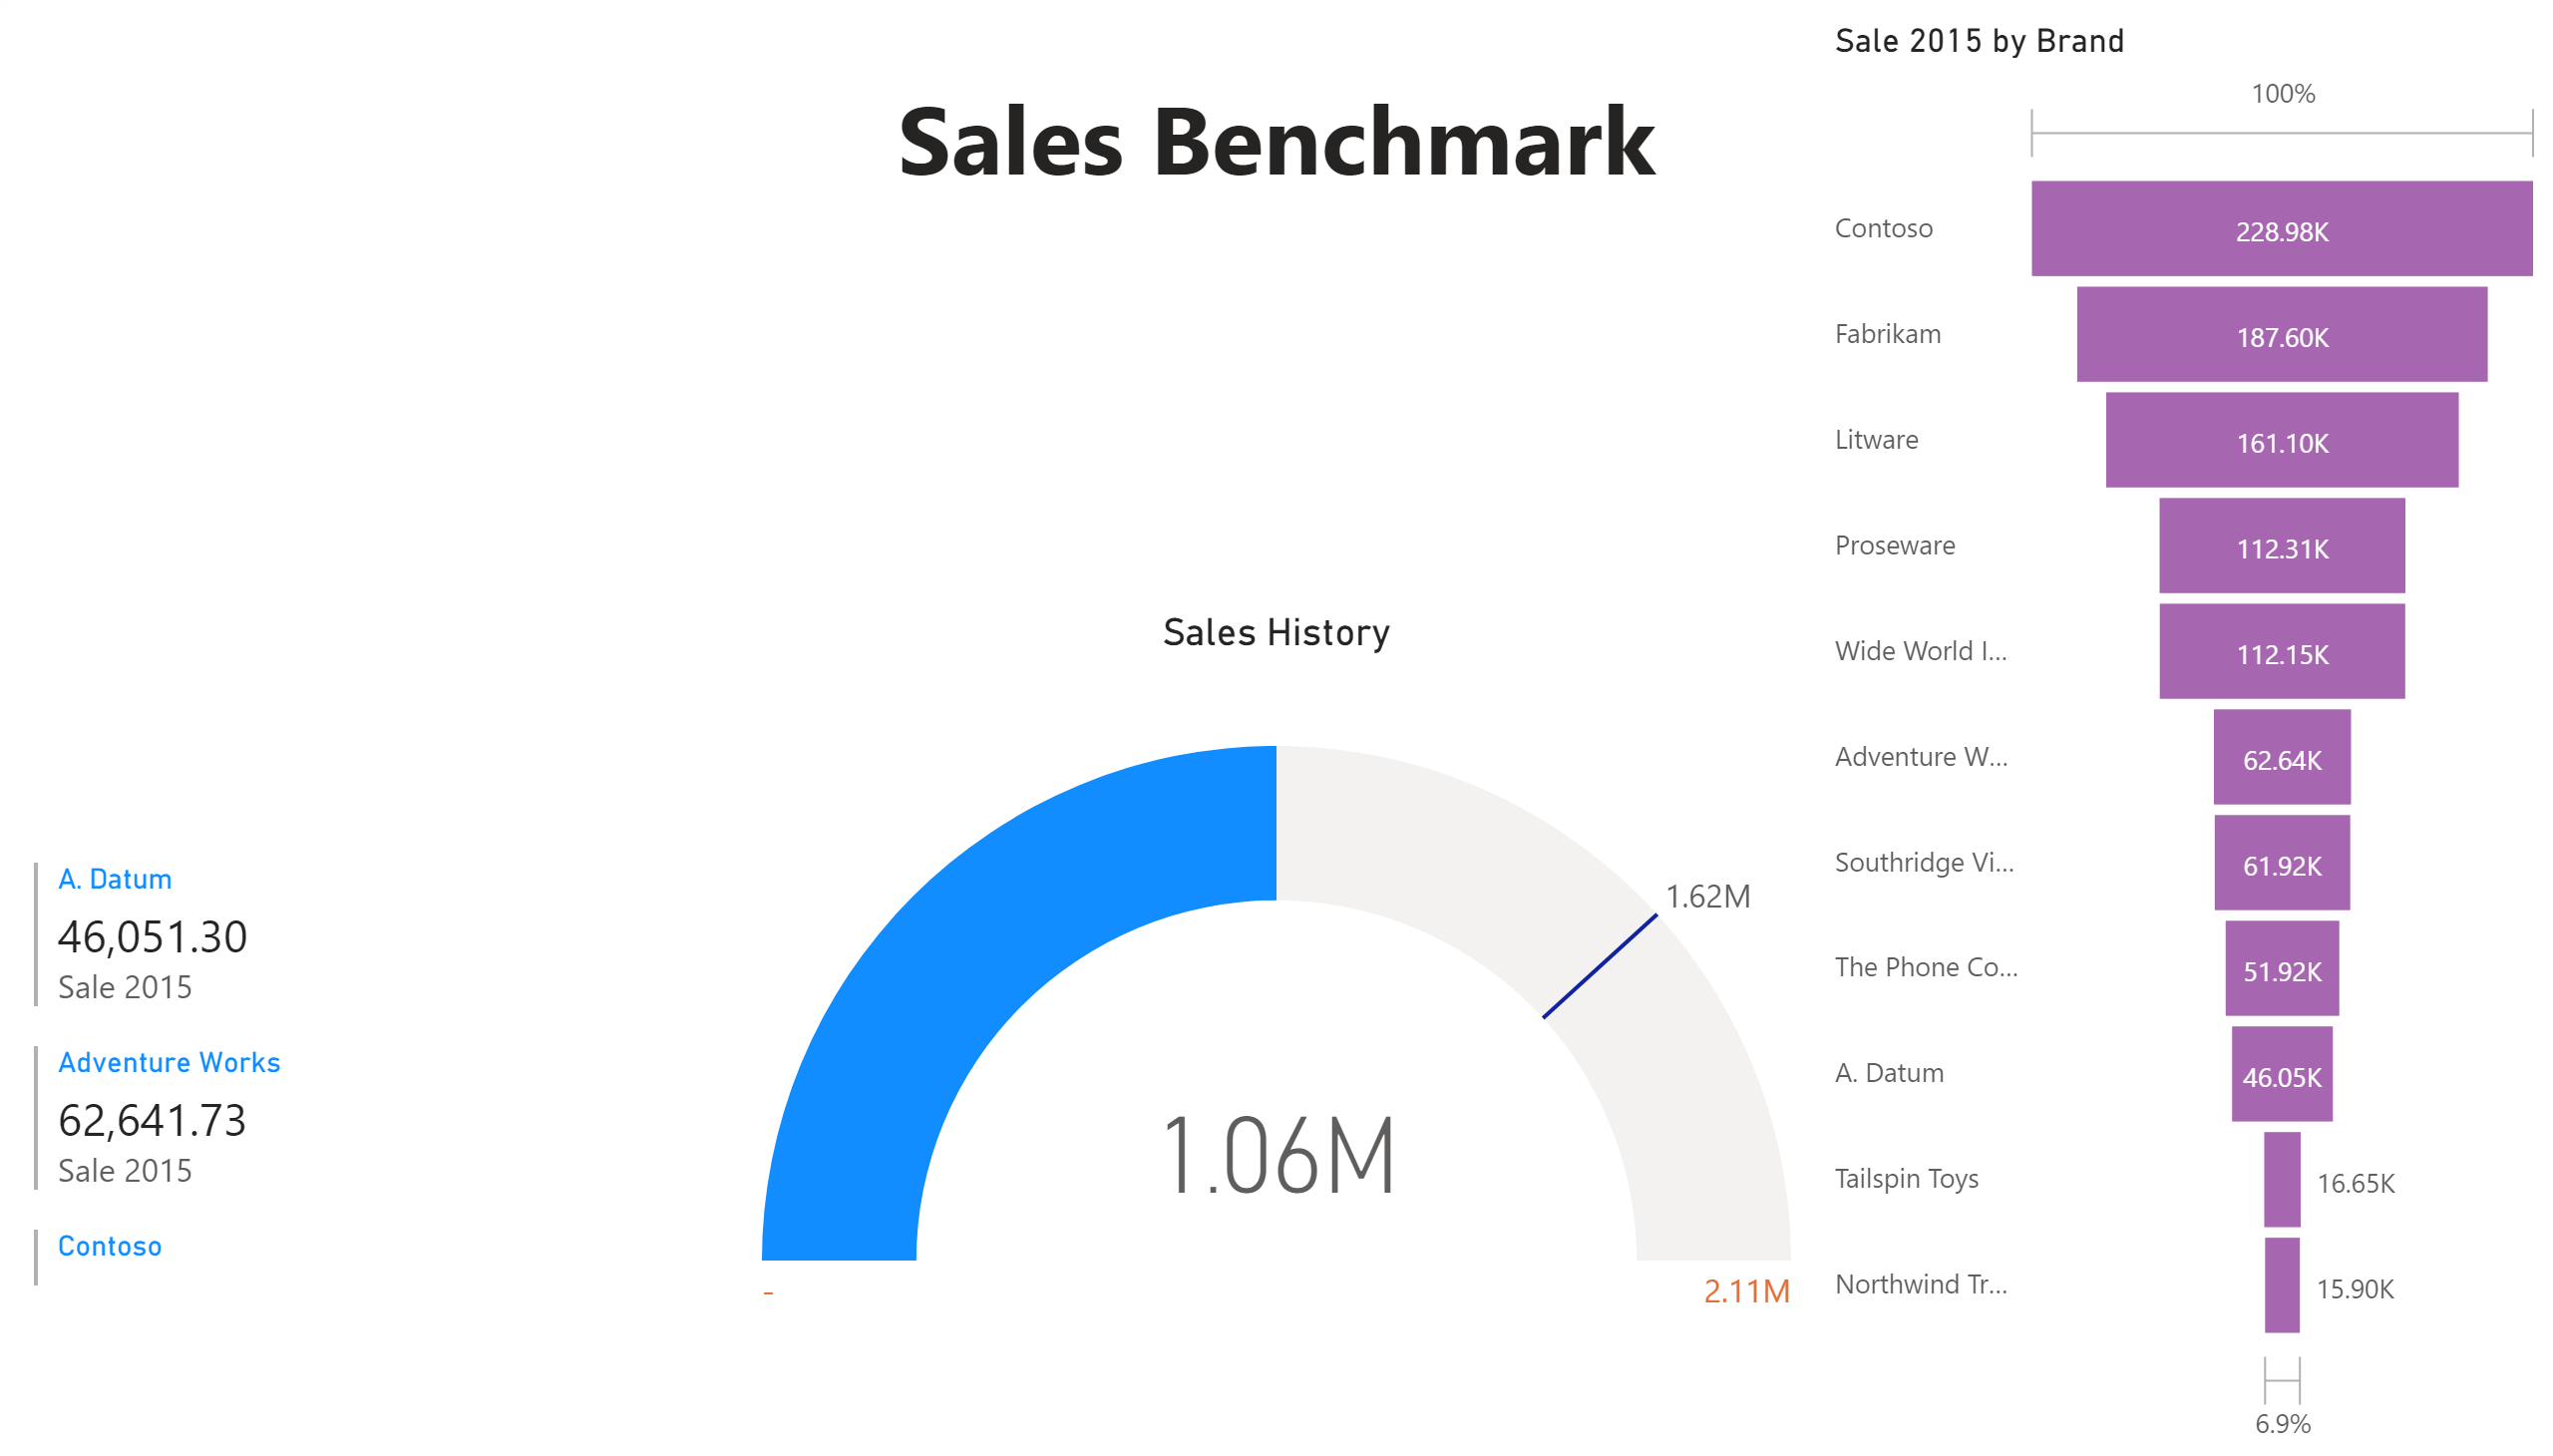 Sales Benchmark
A. Datum
46,051.30
Sale 2015
Adventure Works
62,641.73
Sale 2015
Contoso
Sales History
1.62M
1.06M
-
2.11M
Sale 2015 by Brand
100%
Contoso 228.98K
Fabrikam 187.60K
Litware 161.10K
Proseware 112.31K
Wide World I... 112.15K
Adventure W... 62.64K
Southridge Vi... 61.92K
The Phone Co... 51.92K
A. Datum 46.05K
Tailspin Toys 16.65K
Northwind Tr... 15.90K
6.9%